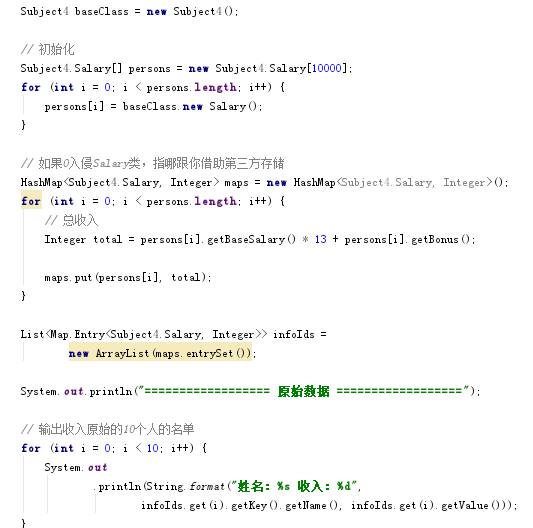 Subject4 baseClass = new Subject4();
// 初始化
Subject4.Salary[] persons = new Subject4.Salary[10000];
for (int i = 0; i < persons.length; i++) {
persons[i] = baseClass.new Salary();
}
// 如果0入侵Salary类，指哪跟你借助第三方存储
HashMap<Subject4.Salary, Integer> maps = new HashMap<Subject4.Salary, Integer>();
for (int i = 0; i < persons.length; i++) {
// 总收入
Integer total = persons[i].getBaseSalary() * 13 + persons[i].getBonus();
maps.put(persons[i], total);
}
List<Map.Entry<Subject4.Salary, Integer>> infoIds =
new ArrayList(maps.entrySet());
System.out.println("================== 原始数据 ==================");
// 输出收入原始的10个人的名单
for (int i = 0; i < 10; i++) {
System.out
.println(String.format("姓名: %s 收入: %d",
infoIds.get(i).getKey().getName(), infoIds.get(i).getValue()));
}